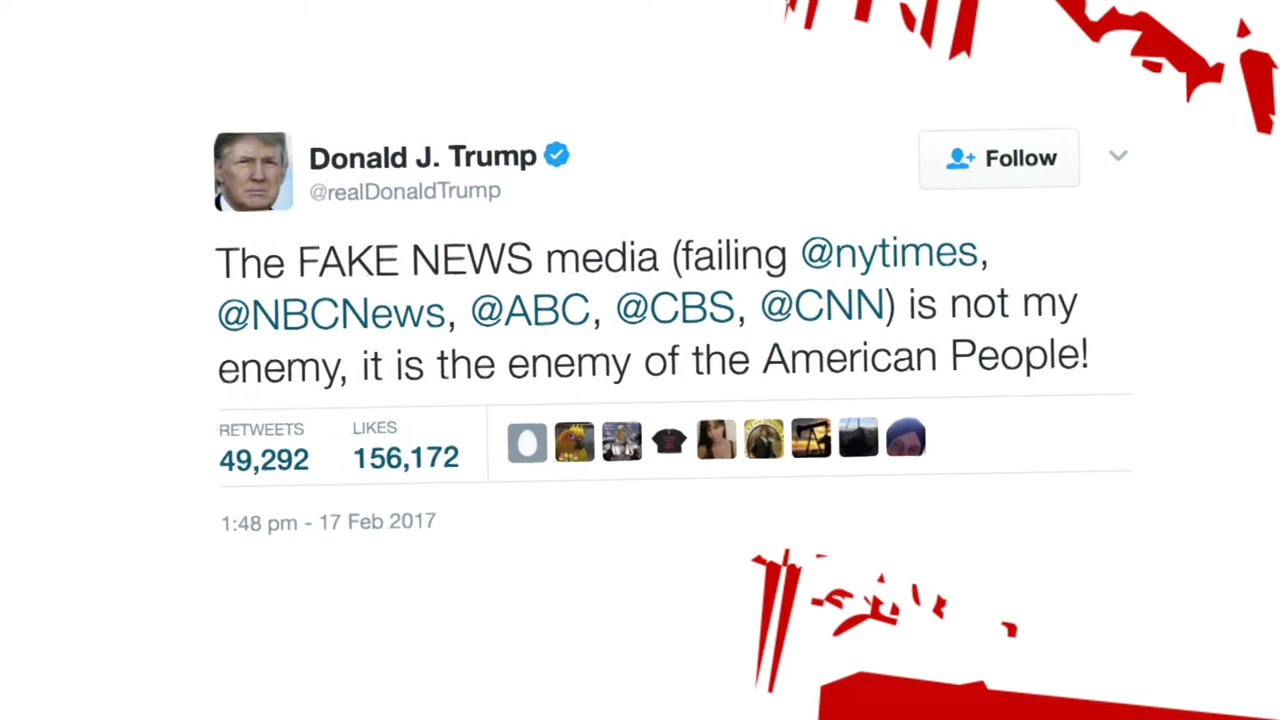 Donald J. Trump
@realDonaldTrump
Follow
The FAKE NEWS media (failing @nytimes,
@NBCNews, @ABC, @CBS, @CNN) is not my
enemy, it is the enemy of the American People!
RETWEETS LIKES
49,292 156,172
1:48 pm - 17 Feb 2017